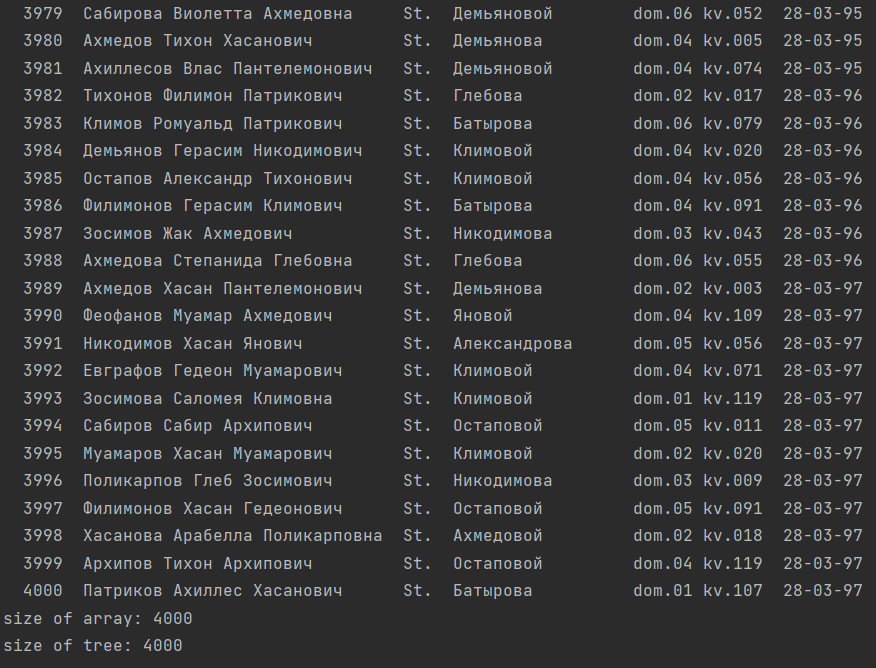 3979 Сабирова Виолетта Ахмедовна St. Демьяновой dom.06 kv.052 28-03-95
3980 Ахмедов Тихон Хасанович St. Демьянова dom.04 kv.005 28-03-95
3981 Ахиллесов Влас Пантелемонович St. Демьяновой dom.04 kv.074 28-03-95
3982 Тихонов Филимон Патрикович St. Глебова dom.02 kv.017 28-03-96
3983 Климов Ромуальд Патрикович St. Батырова dom.06 kv.079 28-03-96
3984 Демьянов Герасим Никодимович St. Климовой dom.04 kv.020 28-03-96
3985 Остапов Александр Тихонович St. Климовой dom.04 kv.056 28-03-96
3986 Филимонов Герасим Климович St. Батырова dom.04 kv.091 28-03-96
3987 Зосимов Жак Ахмедович St. Никодимова dom.03 kv.043 28-03-96
3988 Ахмедова Степанида Глебовна St. Глебова dom.06 kv.055 28-03-96
3989 Ахмедов Хасан Пантелемонович St. Демьянова dom.02 kv.003 28-03-97
3990 Феофанов Муамар Ахмедович St. Яновой dom.04 kv.109 28-03-97
3991 Никодимов Хасан Янович St. Александрова dom.05 kv.056 28-03-97
3992 Евграфов Гедеон Муамарович St. Климовой dom.04 kv.071 28-03-97
3993 Зосимова Саломея Климовна St. Климовой dom.01 kv.119 28-03-97
3994 Сабиров Сабир Архипович St. Остаповой dom.05 kv.011 28-03-97
3995 Муамаров Хасан Муамарович St. Климовой dom.02 kv.020 28-03-97
3996 Поликарпов Глеб Зосимович St. Никодимова dom.03 kv.009 28-03-97
3997 Филимонов Хасан Гедеонович St. Остаповой dom.05 kv.091 28-03-97
3998 Хасанова Арабелла Поликарповна St. Ахмедовой dom.02 kv.018 28-03-97
3999 Архипов Тихон Архипович St. Остаповой dom.04 kv.119 28-03-97
4000 Патриков Ахиллес Хасанович St. Батырова dom.01 kv.107 28-03-97
size of array: 4000
size of tree: 4000